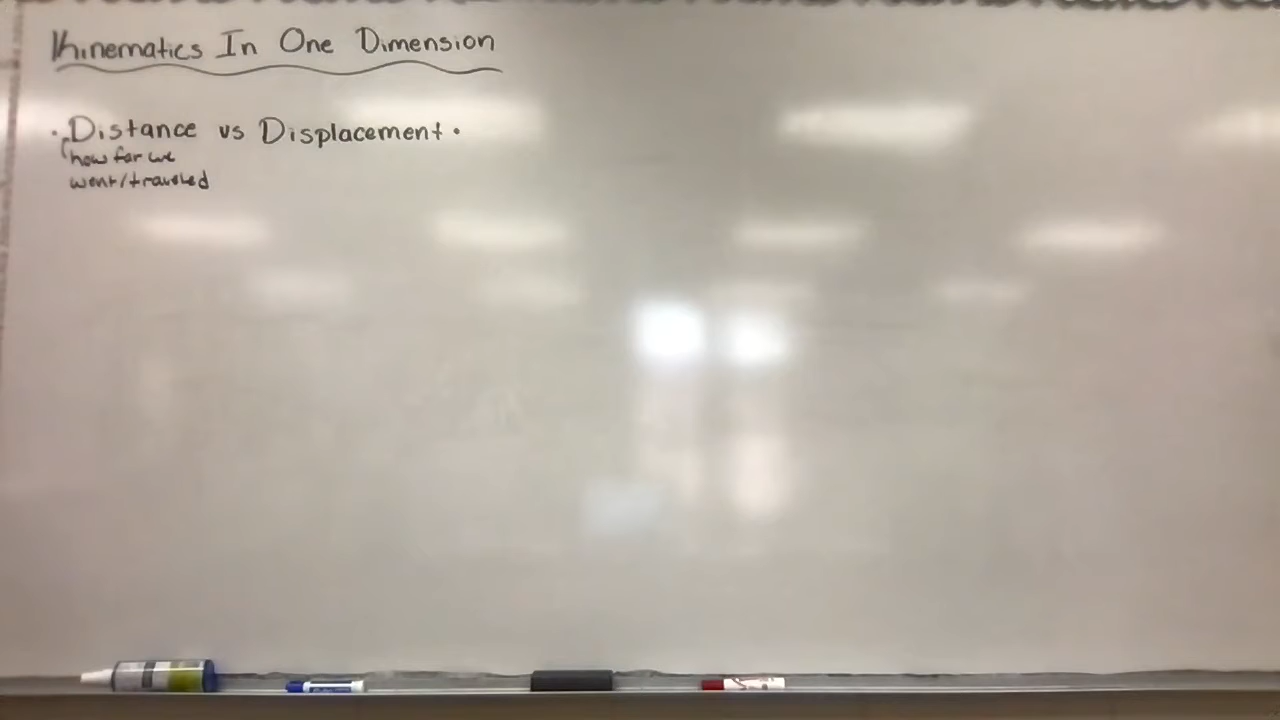 Kinematics In One Dimension
· Distance vs Displacement ·
how far we
went/traveled